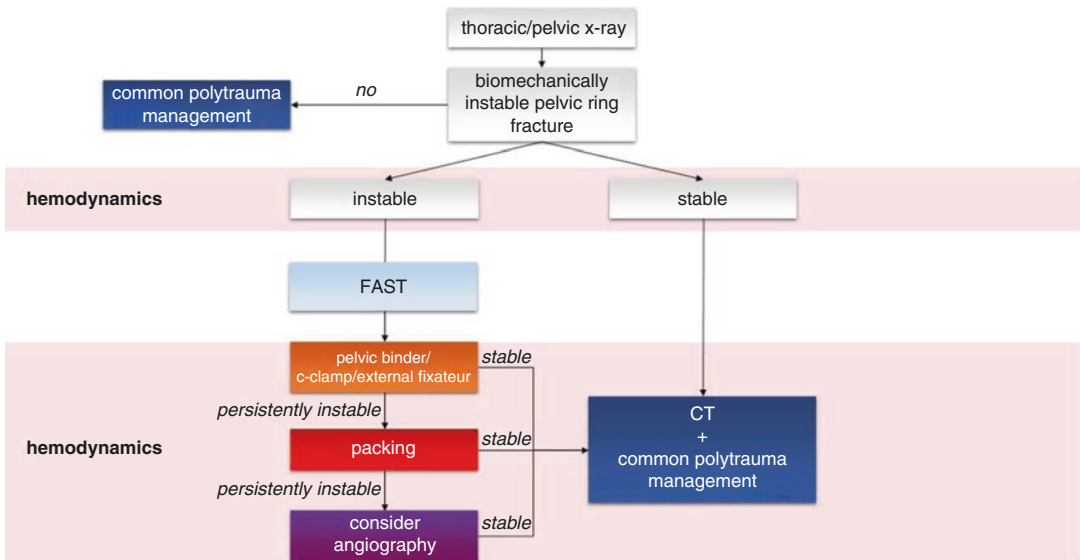 thoracic/pelvic x-ray
biomechanically
instable pelvic ring
fracture
no
common polytrauma
management
hemodynamics
instable
stable
FAST
pelvic binder/
c-clamp/external fixateur
stable
persistently instable
hemodynamics
packing
stable
persistently instable
consider
angiography
stable
CT
+
common polytrauma
management